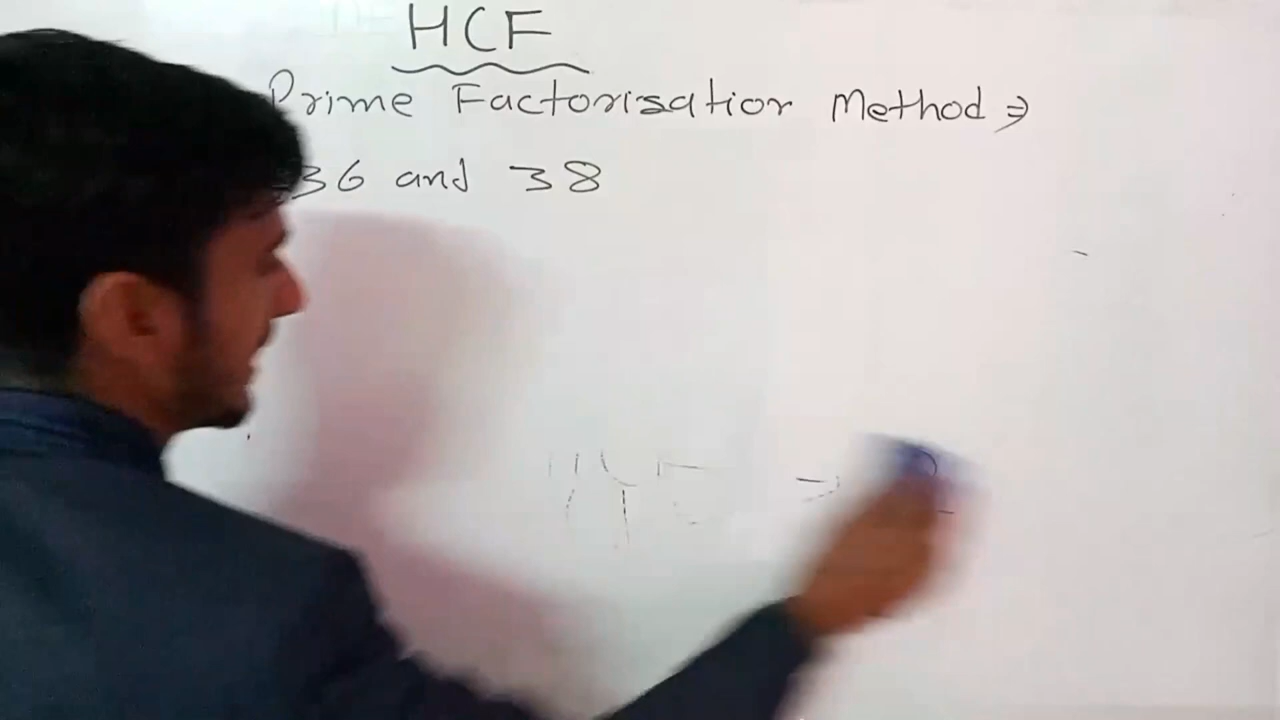 HCF
Prime Factorisation Method ⇒
36 and 38